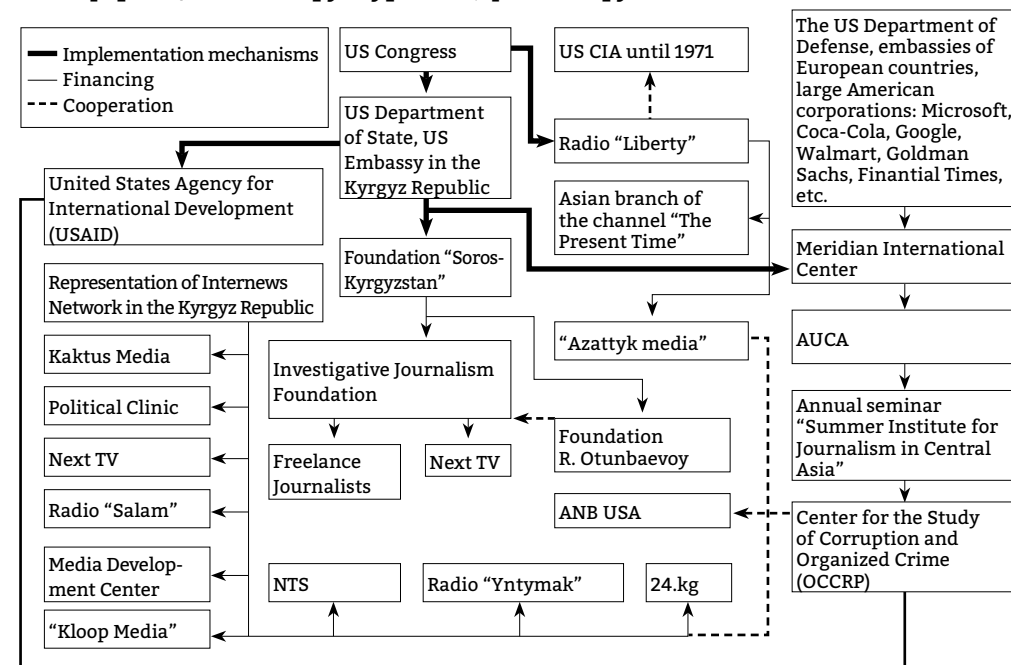 Implementation mechanisms
Financing
Cooperation
US Congress
US CIA until 1971
The US Department of
Defense, embassies of
European countries,
large American
corporations: Microsoft,
Coca-Cola, Google,
Walmart, Goldman
Sachs, Finantial Times,
etc.
US Department
of State, US
Embassy in the
Kyrgyz Republic
Radio “Liberty”
United States Agency for
International Development
(USAID)
Asian branch of
the channel “The
Present Time”
Foundation “Soros-
Kyrgyzstan”
Meridian International
Center
Representation of Internews
Network in the Kyrgyz Republic
“Azattyk media”
AUCA
Kaktus Media
Investigative Journalism
Foundation
Political Clinic
Annual seminar
“Summer Institute for
Journalism in Central
Asia”
Next TV
Freelance
Journalists
Next TV
Foundation
R. Otunbaevoy
Radio “Salam”
ANB USA
Center for the Study
of Corruption and
Organized Crime
(OCCRP)
Media Develop-
ment Center
NTS
Radio “Yntymak”
24.kg
“Kloop Media”